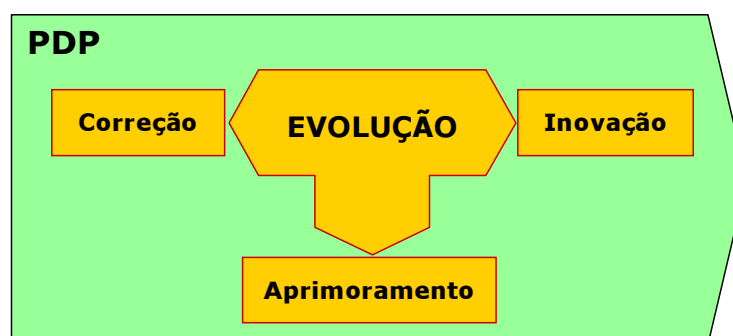 PDP
Correção
EVOLUÇÃO
Inovação
Aprimoramento